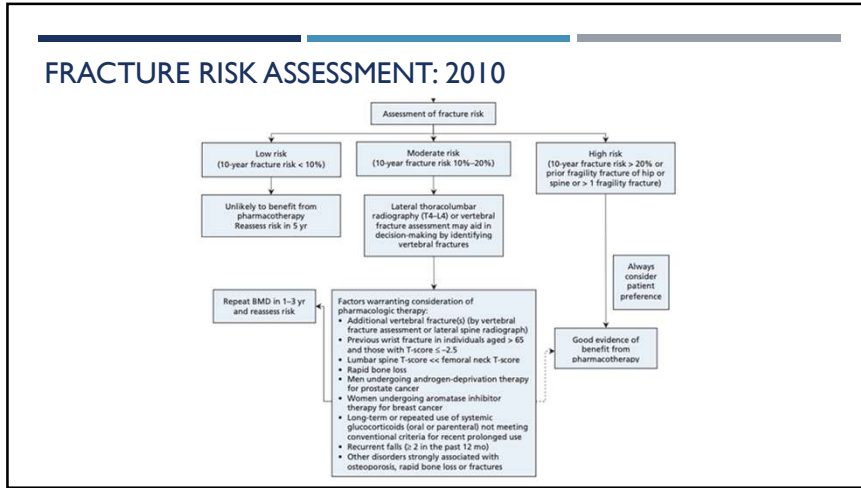 FRACTURE RISK ASSESSMENT: 2010
Assessment of fracture risk
Low risk
(10-year fracture risk < 10%)
Moderate risk
(10-year fracture risk 10%–20%)
High risk
(10-year fracture risk > 20% or
prior fragility fracture of hip or
spine or > 1 fragility fracture)
Unlikely to benefit from
pharmacotherapy
Reassess risk in 5 yr
Lateral thoracolumbar
radiography (T4–L4) or vertebral
fracture assessment may aid in
decision-making by identifying
vertebral fractures
Always
consider
patient
preference
Repeat BMD in 1–3 yr
and reassess risk
Factors warranting consideration of
pharmacologic therapy:
• Additional vertebral fracture(s) (by vertebral
fracture assessment or lateral spine radiograph)
• Previous wrist fracture in individuals aged > 65
and those with T-score ≤ –2.5
• Lumbar spine T-score << femoral neck T-score
• Rapid bone loss
• Men undergoing androgen-deprivation therapy
for prostate cancer
• Women undergoing aromatase inhibitor
therapy for breast cancer
• Long-term or repeated use of systemic
glucocorticoids (oral or parenteral) not meeting
conventional criteria for recent prolonged use
• Recurrent falls (≥ 2 in the past 12 mo)
• Other disorders strongly associated with
osteoporosis, rapid bone loss or fractures
Good evidence of
benefit from
pharmacotherapy